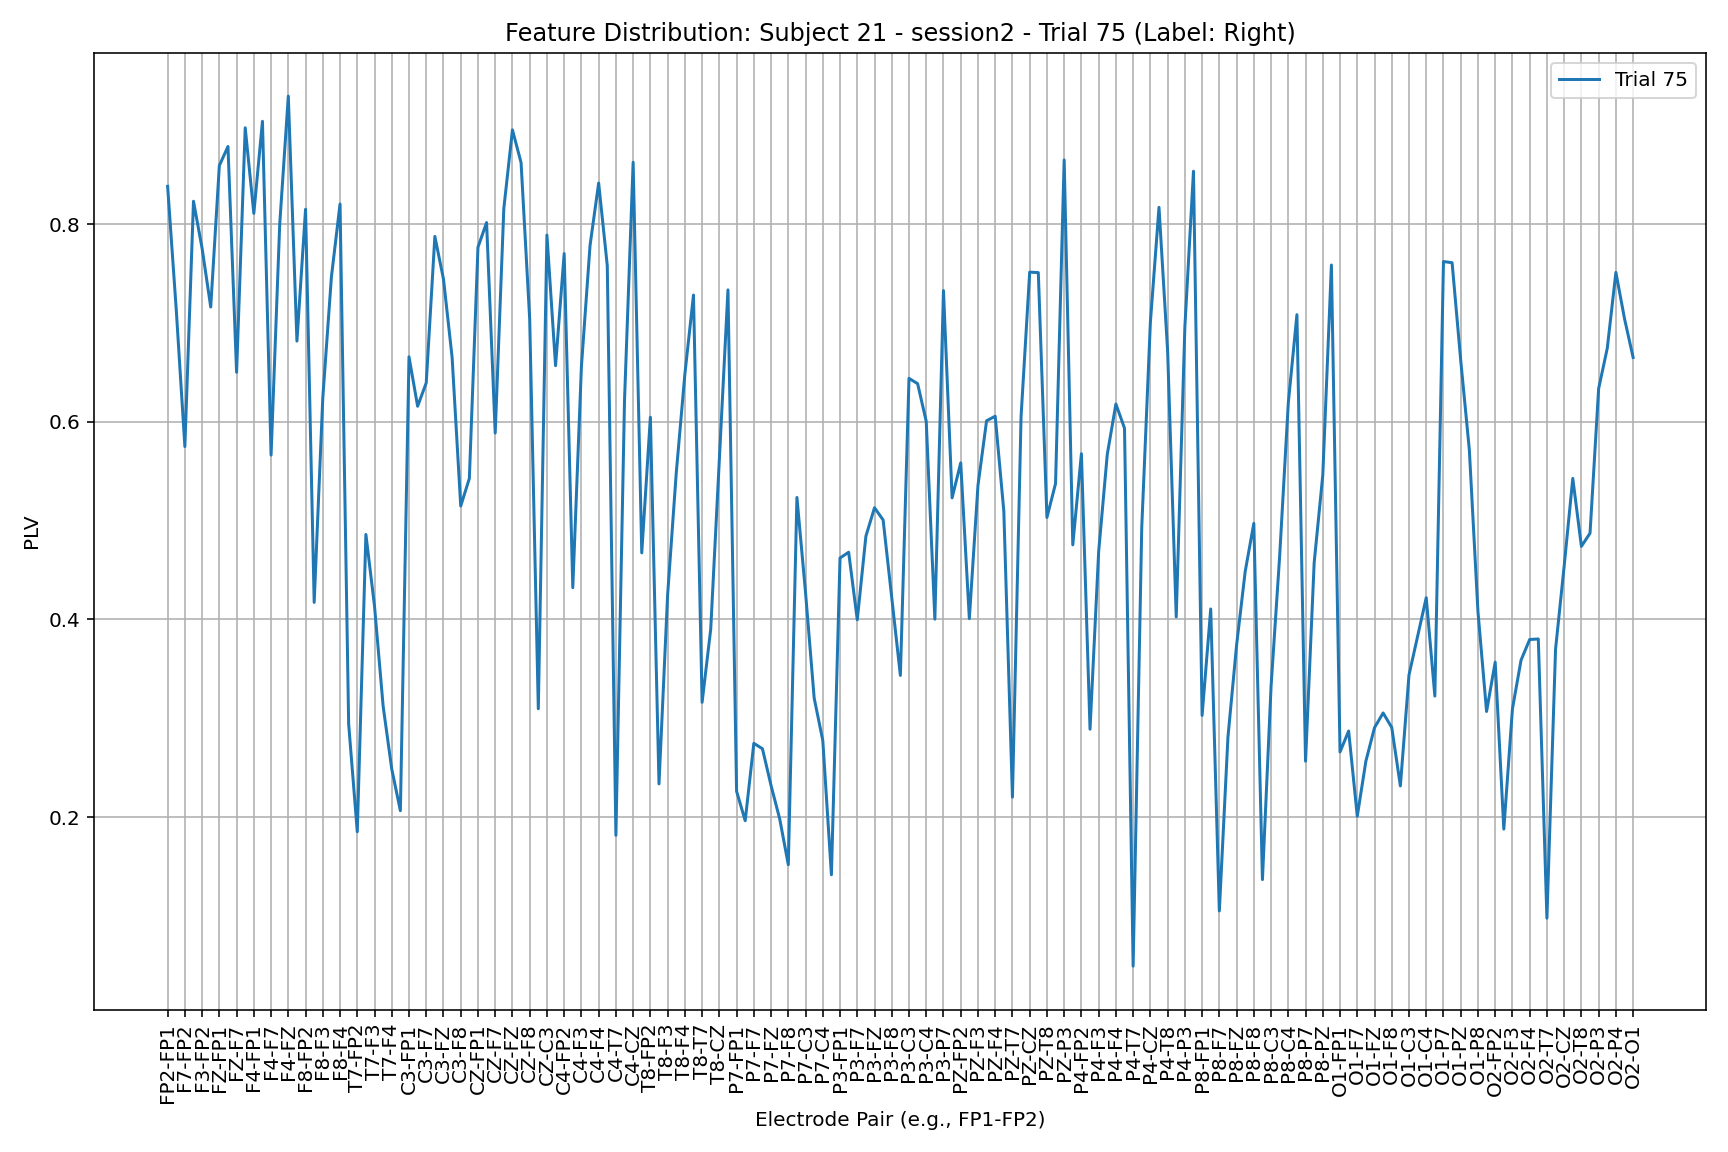 Feature Distribution: Subject 21 - session2 - Trial 75 (Label: Right)
Trial 75
PLV
0.8
0.6
0.4
0.2
FP2-FP1
F7-FP2
F3-FP2
FZ-FP1
FZ-F7
F4-FP1
F4-F7
F4-FZ
F8-FP2
F8-F3
F8-F4
T7-FP2
T7-F3
T7-F4
C3-FP1
C3-F7
C3-FZ
C3-F8
CZ-FP1
CZ-F7
CZ-FZ
CZ-F8
CZ-C3
C4-FP2
C4-F3
C4-F4
C4-T7
C4-CZ
T8-FP2
T8-F3
T8-F4
T8-T7
T8-CZ
P7-FP1
P7-F7
P7-FZ
P7-F8
P7-C3
P7-C4
P3-FP1
P3-F7
P3-FZ
P3-F8
P3-C3
P3-C4
P3-P7
PZ-FP2
PZ-F3
PZ-F4
PZ-T7
PZ-CZ
PZ-T8
PZ-P3
P4-FP2
P4-F3
P4-F4
P4-T7
P4-CZ
P4-T8
P4-P3
P8-FP1
P8-F7
P8-FZ
P8-F8
P8-C3
P8-C4
P8-P7
P8-PZ
O1-FP1
O1-F7
O1-FZ
O1-F8
O1-C3
O1-C4
O1-P7
O1-PZ
O1-P8
O2-FP2
O2-F3
O2-F4
O2-T7
O2-CZ
O2-T8
O2-P3
O2-P4
O2-O1
Electrode Pair (e.g., FP1-FP2)